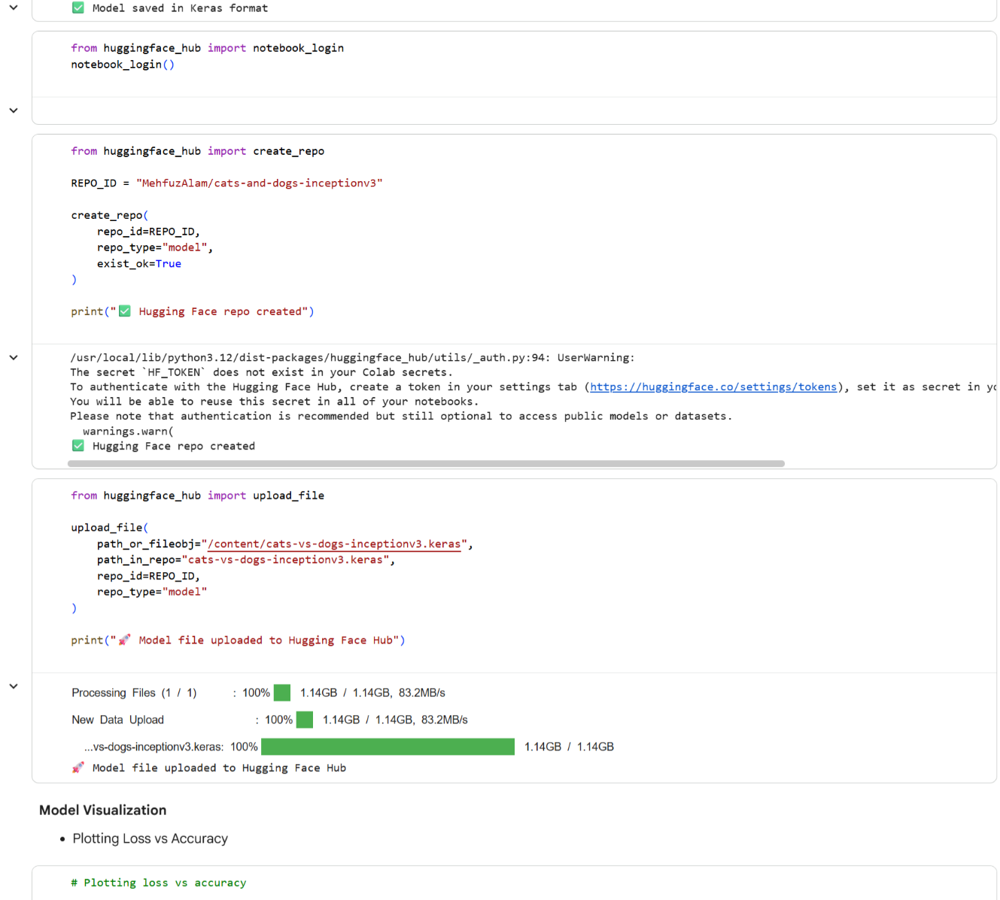 ✅ Model saved in Keras format
from huggingface_hub import notebook_login
notebook_login()
from huggingface_hub import create_repo
REPO_ID = "MehfuzAlam/cats-and-dogs-inceptionv3"
create_repo(
    repo_id=REPO_ID,
    repo_type="model",
    exist_ok=True
)
print("✅ Hugging Face repo created")
/usr/local/lib/python3.12/dist-packages/huggingface_hub/utils/_auth.py:94: UserWarning:
The secret `HF_TOKEN` does not exist in your Colab secrets.
To authenticate with the Hugging Face Hub, create a token in your settings tab (https://huggingface.co/settings/tokens), set it as secret in
You will be able to reuse this secret in all of your notebooks.
Please note that authentication is recommended but still optional to access public models or datasets.
  warnings.warn(
✅ Hugging Face repo created
from huggingface_hub import upload_file
upload_file(
    path_or_fileobj="/content/cats-vs-dogs-inceptionv3.keras",
    path_in_repo="cats-vs-dogs-inceptionv3.keras",
    repo_id=REPO_ID,
    repo_type="model"
)
print("🚀 Model file uploaded to Hugging Face Hub")
Processing Files (1 / 1) : 100% 1.14GB / 1.14GB, 83.2MB/s
New Data Upload : 100% 1.14GB / 1.14GB, 83.2MB/s
...vs-dogs-inceptionv3.keras: 100% 1.14GB / 1.14GB
🚀 Model file uploaded to Hugging Face Hub
Model Visualization
• Plotting Loss vs Accuracy
# Plotting loss vs accuracy